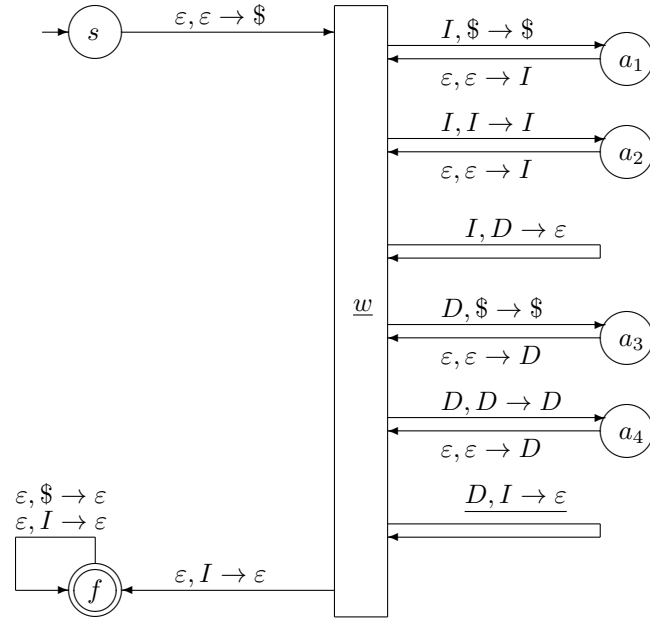 s
ε, ε → $
I, $ → $
a₁
ε, ε → I
I, I → I
a₂
ε, ε → I
I, D → ε
w
D, $ → $
a₃
ε, ε → D
D, D → D
a₄
ε, ε → D
D, I → ε
ε, $ → ε
ε, I → ε
f
ε, I → ε